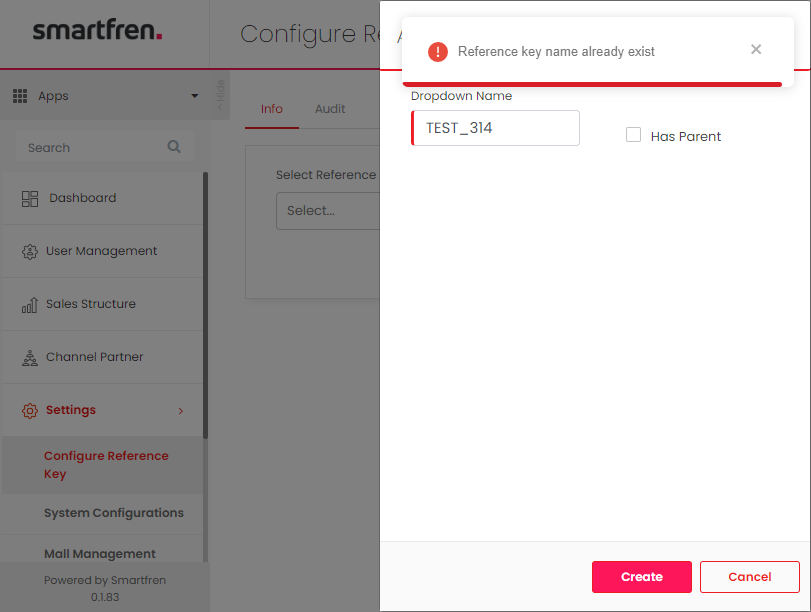 smartfren.
Configure Re
A
Reference key name already exist
Apps
< Hide
Info
Audit
Dropdown Name
TEST_314
Has Parent
Search
Select Reference
Select...
Dashboard
User Management
Sales Structure
Channel Partner
Settings
Configure Reference
Key
System Configurations
Mall Management
Powered by Smartfren
0.1.83
Create
Cancel